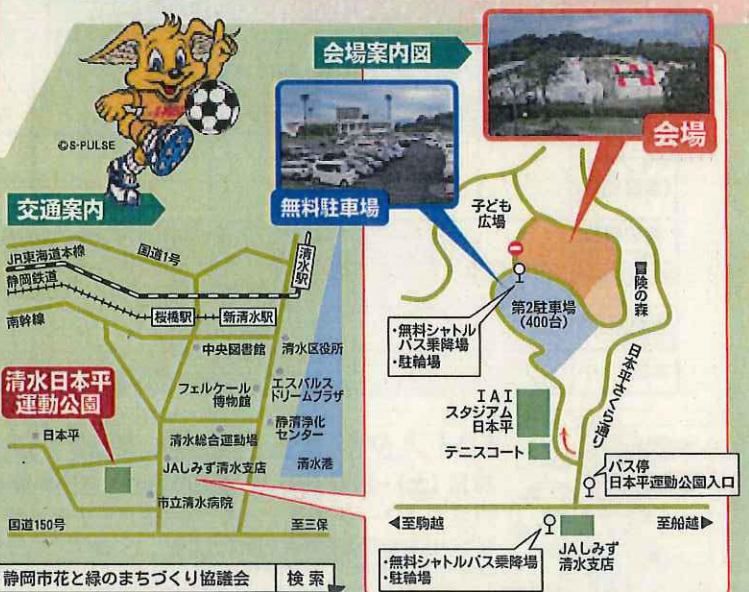 ©S-PULSE
会場案内図
会場
無料駐車場
交通案内
JR東海道本線
静岡鉄道
国道1号
清水駅
南幹線
桜橋駅
新清水駅
中央図書館
清水区役所
清水日本平
運動公園
フェルケール
博物館
エスパルス
ドリームプラザ
日本平
清水総合運動場
静清浄化
センター
JAしみず清水支店
清水港
市立清水病院
国道150号
至三保
静岡市花と緑のまちづくり協議会
検索
子ども
広場
冒険の森
第2駐車場
(400台)
・無料シャトル
バス乗降場
・駐輪場
日本平さくら通り
IAI
スタジアム
日本平
テニスコート
バス停
日本平運動公園入口
◀至駒越
至船越▶
JAしみず
清水支店
・無料シャトルバス乗降場
・駐輪場